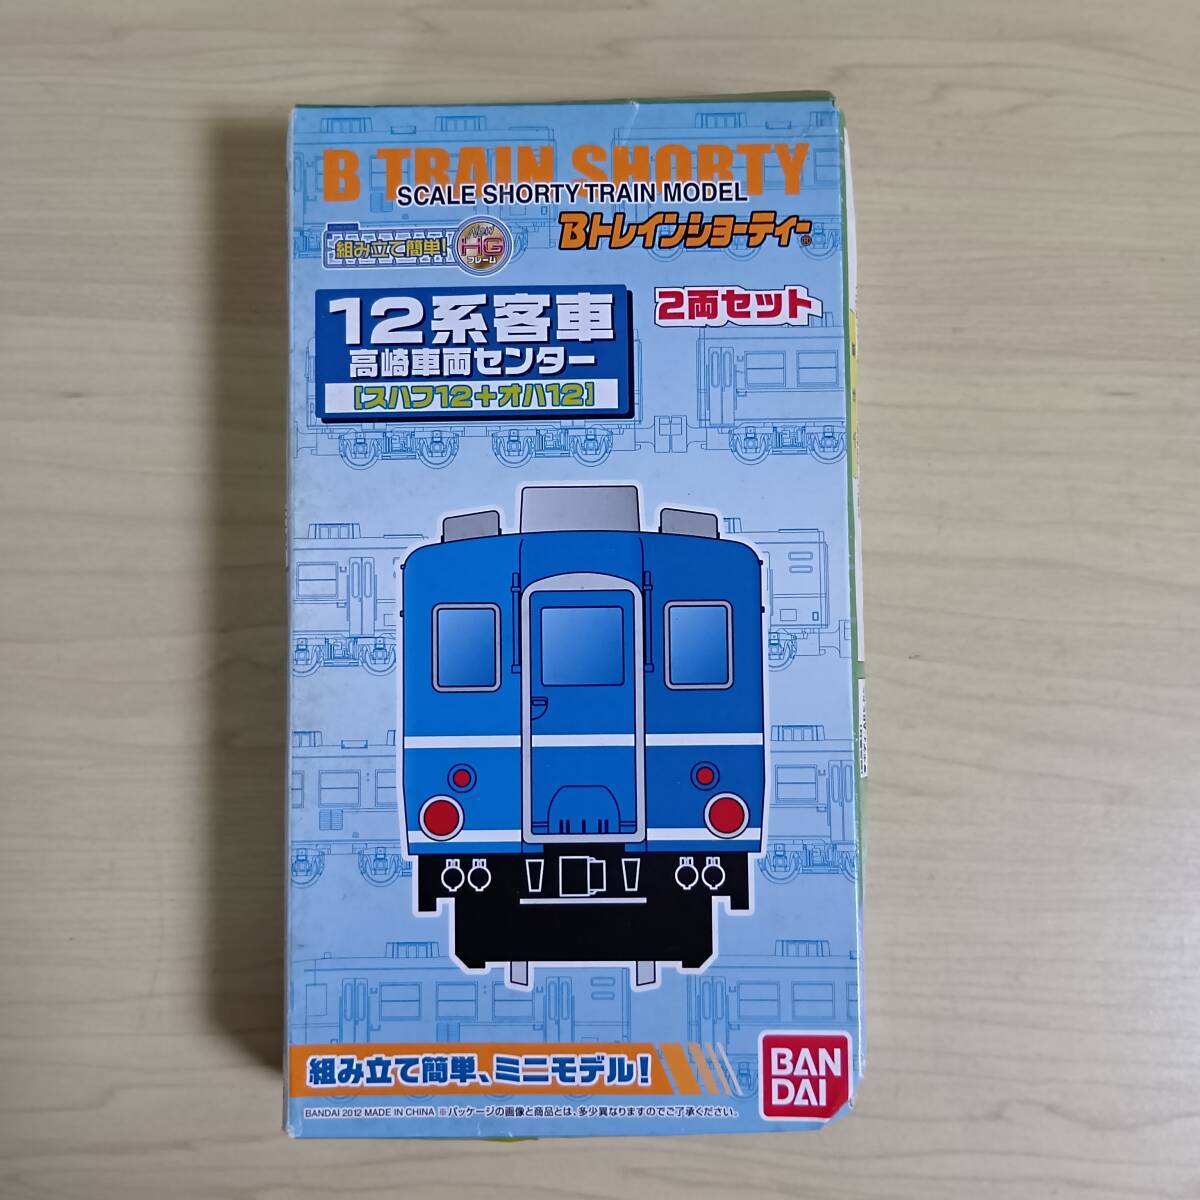 B TRAIN SHORTY
SCALE SHORTY TRAIN MODEL
Bトレインショーティー®
組み立て簡単!
New
HG
フレーム
12系客車
高崎車両センター
[スハフ12+オハ12]
2両セット
組み立て簡単、ミニモデル!
BANDAI 2012 MADE IN CHINA ※パッケージの画像と商品とは、多少異なりますのでご了承ください。
BAN
DAI